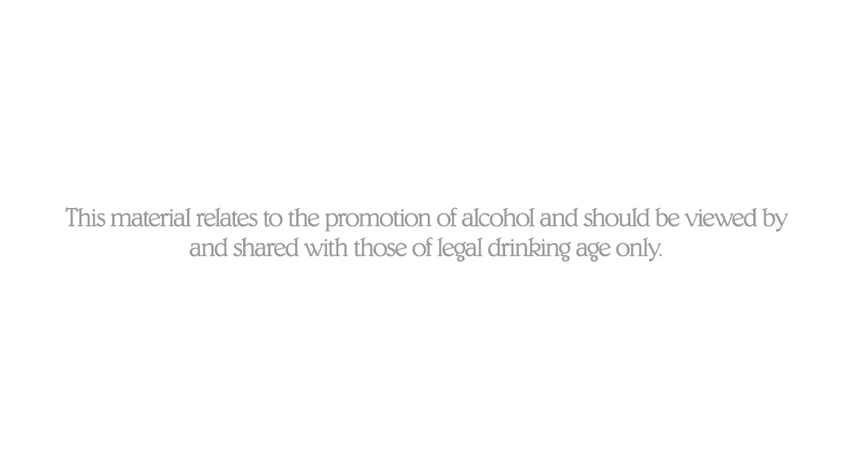 This material relates to the promotion of alcohol and should be viewed by
and shared with those of legal drinking age only.